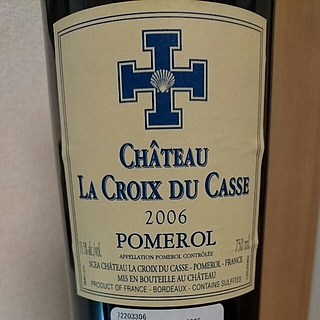 CHÂTEAU
LA CROIX DU CASSE
2006
POMEROL
APPELLATION POMEROL CONTRÔLÉE
750 ml
SCEA CHÂTEAU LA CROIX DU CASSE - POMEROL - FRANCE
MIS EN BOUTEILLE AU CHÂTEAU
PRODUCT OF FRANCE - BORDEAUX - CONTAINS SULFITES
12203306